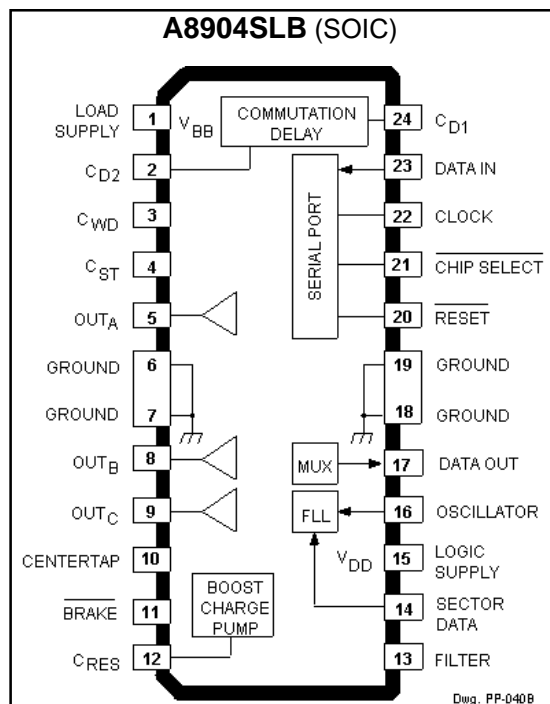 A8904SLB (SOIC)
LOAD
SUPPLY
1
V_BB
COMMUTATION
DELAY
24
C_D1
C_D2
2
23
DATA IN
C_WD
3
SERIAL PORT
22
CLOCK
C_ST
4
21
CHIP SELECT
OUT_A
5
20
RESET
GROUND
6
19
GROUND
GROUND
7
18
GROUND
OUT_B
8
MUX
17
DATA OUT
OUT_C
9
FLL
16
OSCILLATOR
CENTERTAP
10
V_DD
15
LOGIC
SUPPLY
BRAKE
11
BOOST
CHARGE
PUMP
14
SECTOR
DATA
C_RES
12
13
FILTER
Dwg. PP-040B